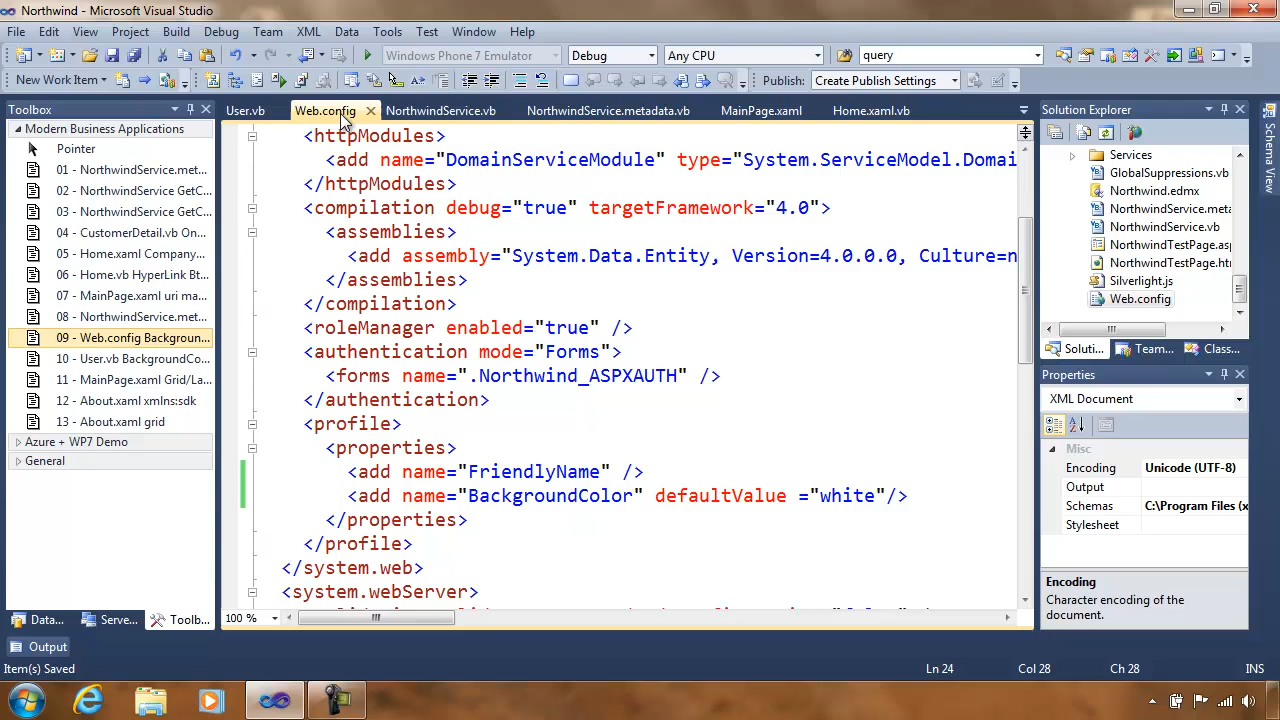 Northwind - Microsoft Visual Studio
File Edit View Project Build Debug Team XML Data Tools Test Window Help
Windows Phone 7 Emulator Debug Any CPU query
New Work Item Publish: Create Publish Settings
Toolbox
Modern Business Applications
Pointer
01 - NorthwindService.met...
02 - NorthwindService GetC...
03 - NorthwindService GetC...
04 - CustomerDetail.vb On...
05 - Home.xaml Company...
06 - Home.vb HyperLink Bt...
07 - MainPage.xaml uri ma...
08 - NorthwindService.met...
09 - Web.config Backgroun...
10 - User.vb BackgroundCo...
11 - MainPage.xaml Grid/La...
12 - About.xaml xmlns:sdk
13 - About.xaml grid
Azure + WP7 Demo
General
Data... Serve... Toolb...
User.vb Web.config NorthwindService.vb NorthwindService.metadata.vb MainPage.xaml Home.xaml.vb
<httpModules>
<add name="DomainServiceModule" type="System.ServiceModel.Domai
</httpModules>
<compilation debug="true" targetFramework="4.0">
<assemblies>
<add assembly="System.Data.Entity, Version=4.0.0.0, Culture=n
</assemblies>
</compilation>
<roleManager enabled="true" />
<authentication mode="Forms">
<forms name=".Northwind_ASPXAUTH" />
</authentication>
<profile>
<properties>
<add name="FriendlyName" />
<add name="BackgroundColor" defaultValue ="white"/>
</properties>
</profile>
</system.web>
<system.webServer>
100 %
Solution Explorer
Services
GlobalSuppressions.vb
Northwind.edmx
NorthwindService.meta
NorthwindService.vb
NorthwindTestPage.asp
NorthwindTestPage.htm
Silverlight.js
Web.config
Soluti... Team... Class...
Properties
XML Document
Misc
Encoding Unicode (UTF-8)
Output
Schemas C:\Program Files (x
Stylesheet
Encoding
Character encoding of the
document.
Schema View
Output
Item(s) Saved Ln 24 Col 28 Ch 28 INS